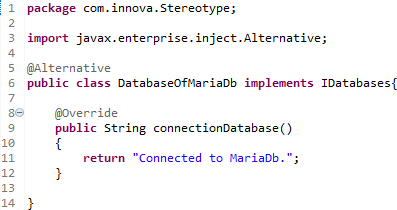 1 package com.innova.Stereotype;
2
3 import javax.enterprise.inject.Alternative;
4
5 @Alternative
6 public class DatabaseOfMariaDb implements IDatabases{
7
8 @Override
9 public String connectionDatabase()
10 {
11 return "Connected to MariaDb.";
12 }
13
14 }